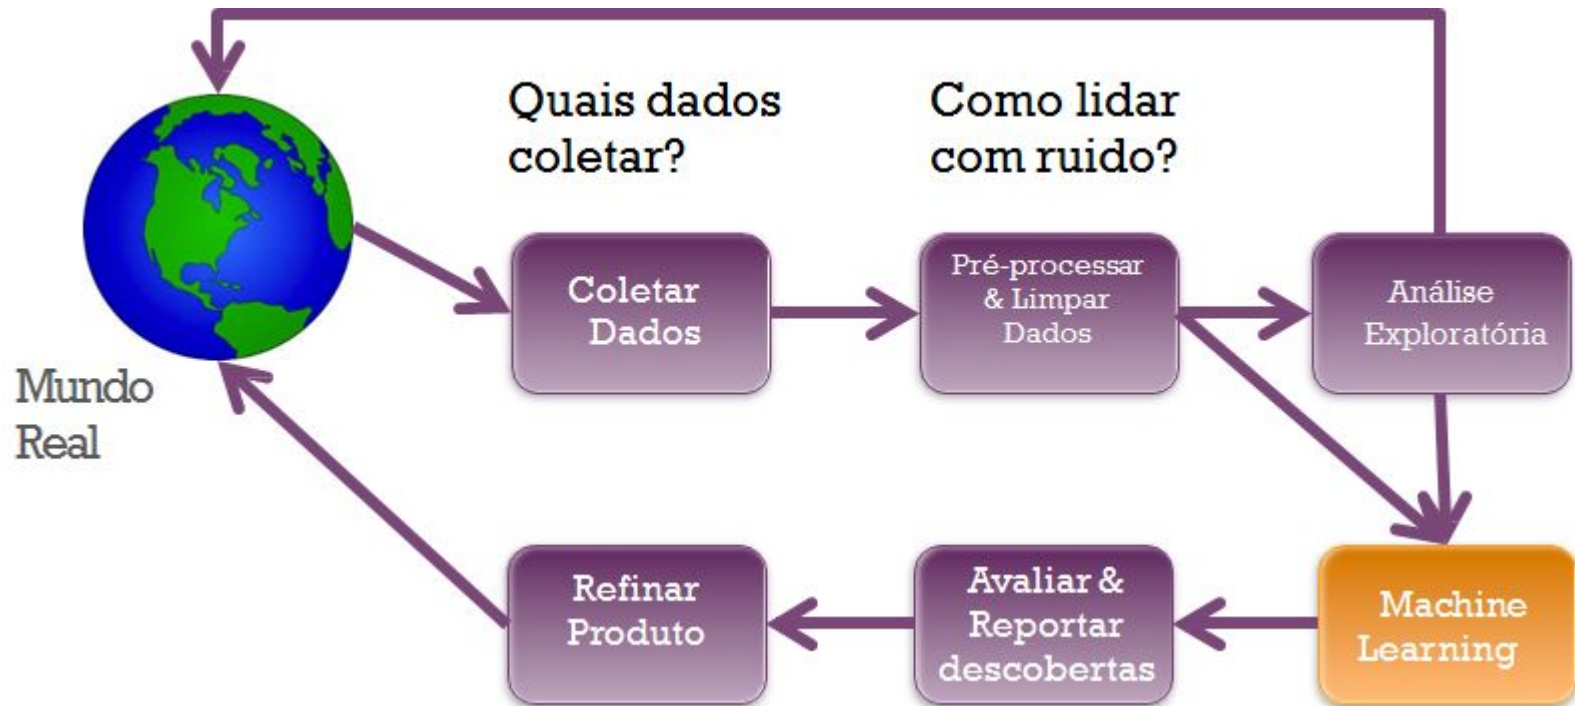 Quais dados
coletar?
Como lidar
com ruido?
Mundo
Real
Coletar
Dados
Pré-processar
& Limpar
Dados
Análise
Exploratória
Refinar
Produto
Avaliar &
Reportar
descobertas
Machine
Learning